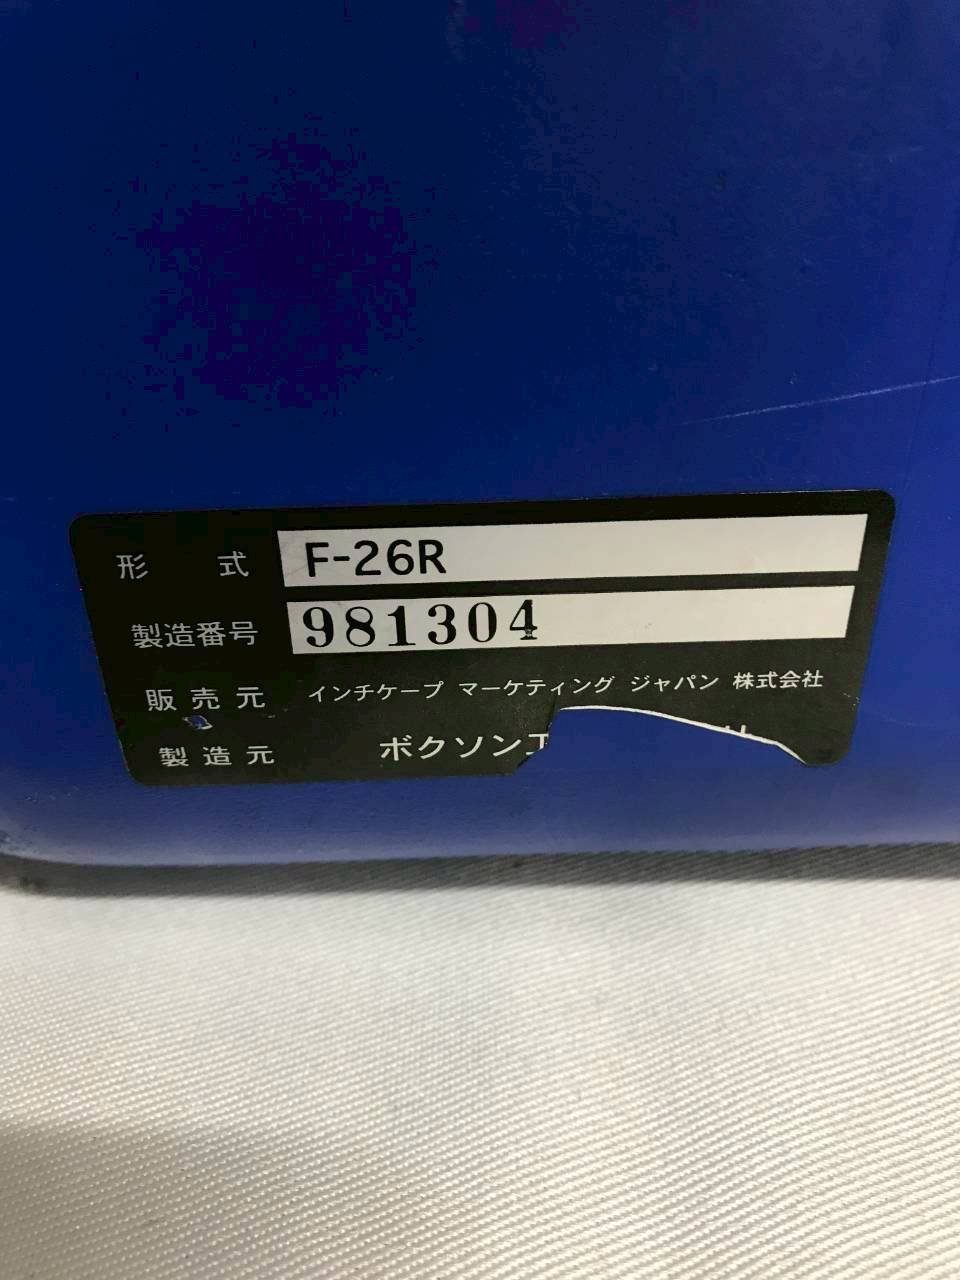 形 式 F-26R
製造番号 981304
販売元 インチケープ マーケティング ジャパン 株式会社
製造元 ボクソン工